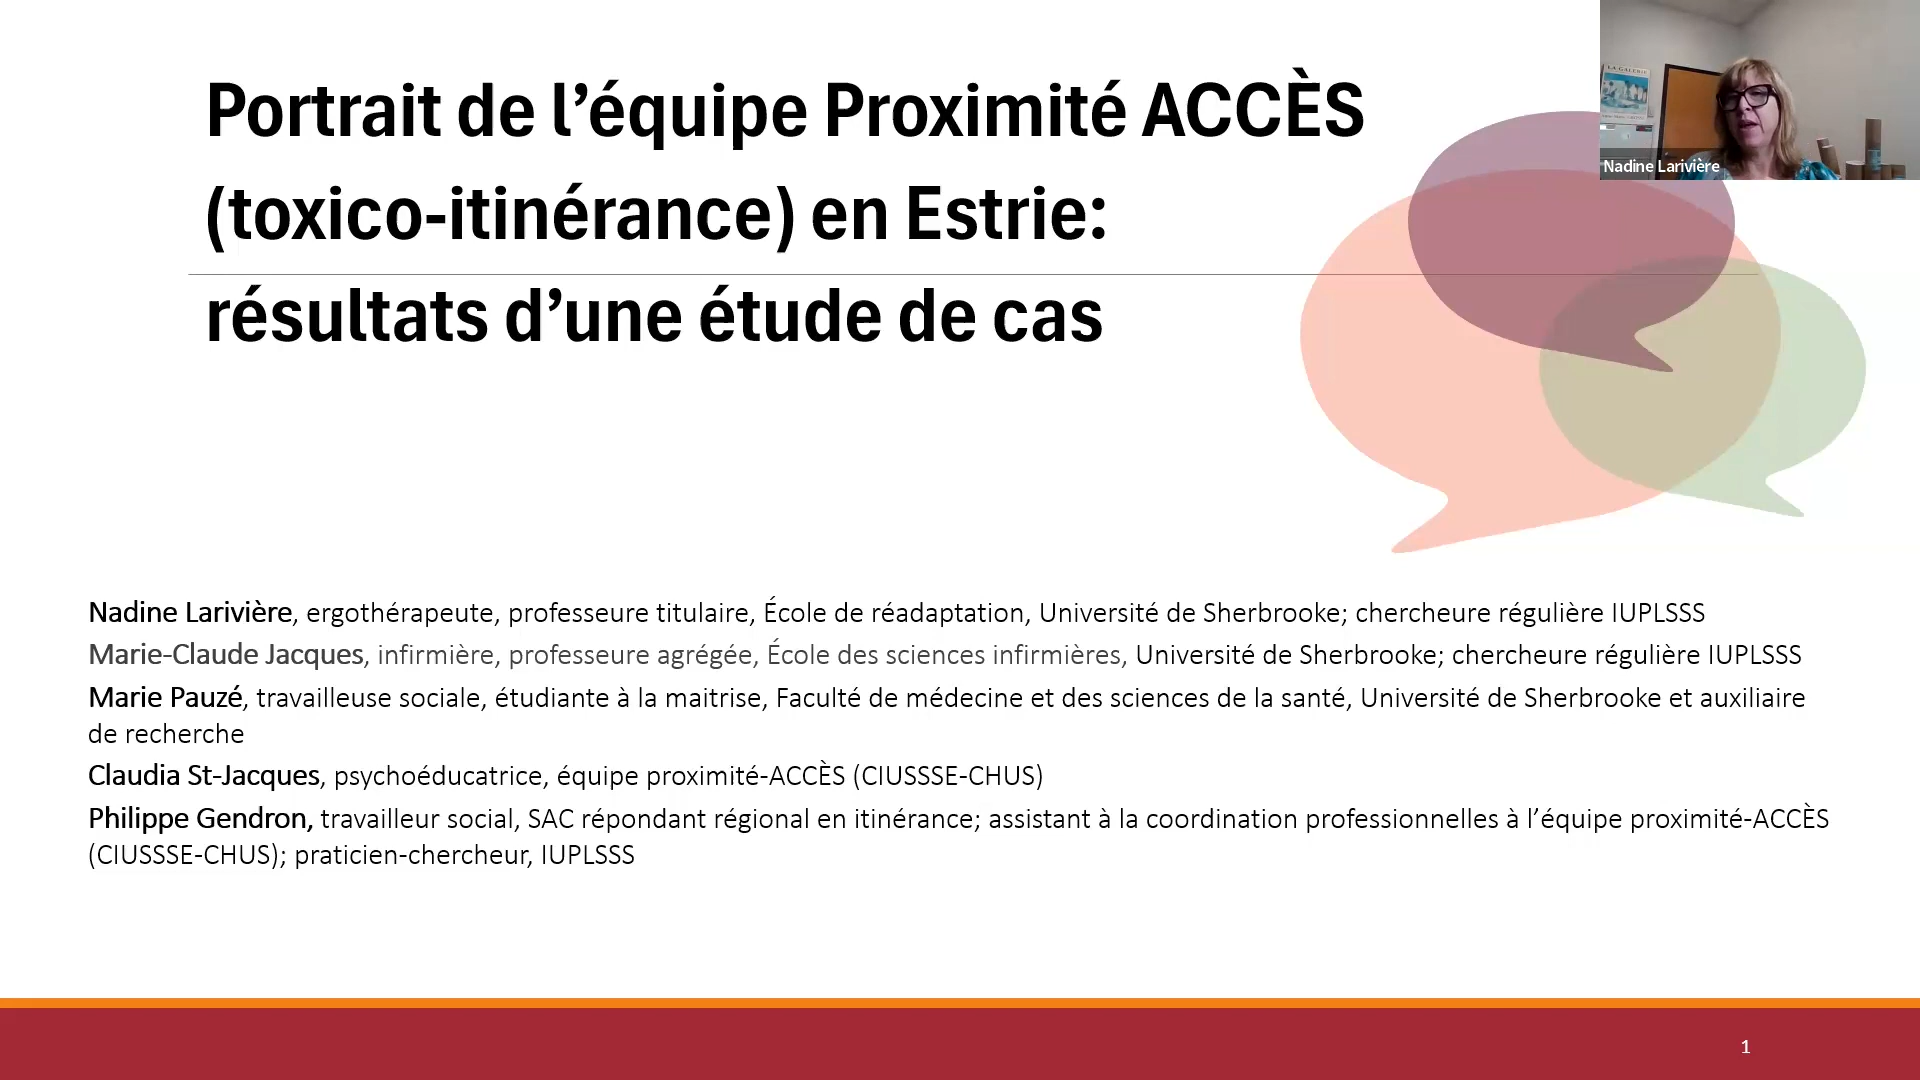 Portrait de l’équipe Proximité ACCÈS
(toxico-itinérance) en Estrie:
résultats d’une étude de cas
LA GALERIE
Nadine Larivière
Nadine Larivière, ergothérapeute, professeure titulaire, École de réadaptation, Université de Sherbrooke; chercheure régulière IUPLSSS
Marie-Claude Jacques, infirmière, professeure agrégée, École des sciences infirmières, Université de Sherbrooke; chercheure régulière IUPLSSS
Marie Pauzé, travailleuse sociale, étudiante à la maitrise, Faculté de médecine et des sciences de la santé, Université de Sherbrooke et auxiliaire
de recherche
Claudia St-Jacques, psychoéducatrice, équipe proximité-ACCÈS (CIUSSSE-CHUS)
Philippe Gendron, travailleur social, SAC répondant régional en itinérance; assistant à la coordination professionnelles à l’équipe proximité-ACCÈS
(CIUSSSE-CHUS); praticien-chercheur, IUPLSSS
1